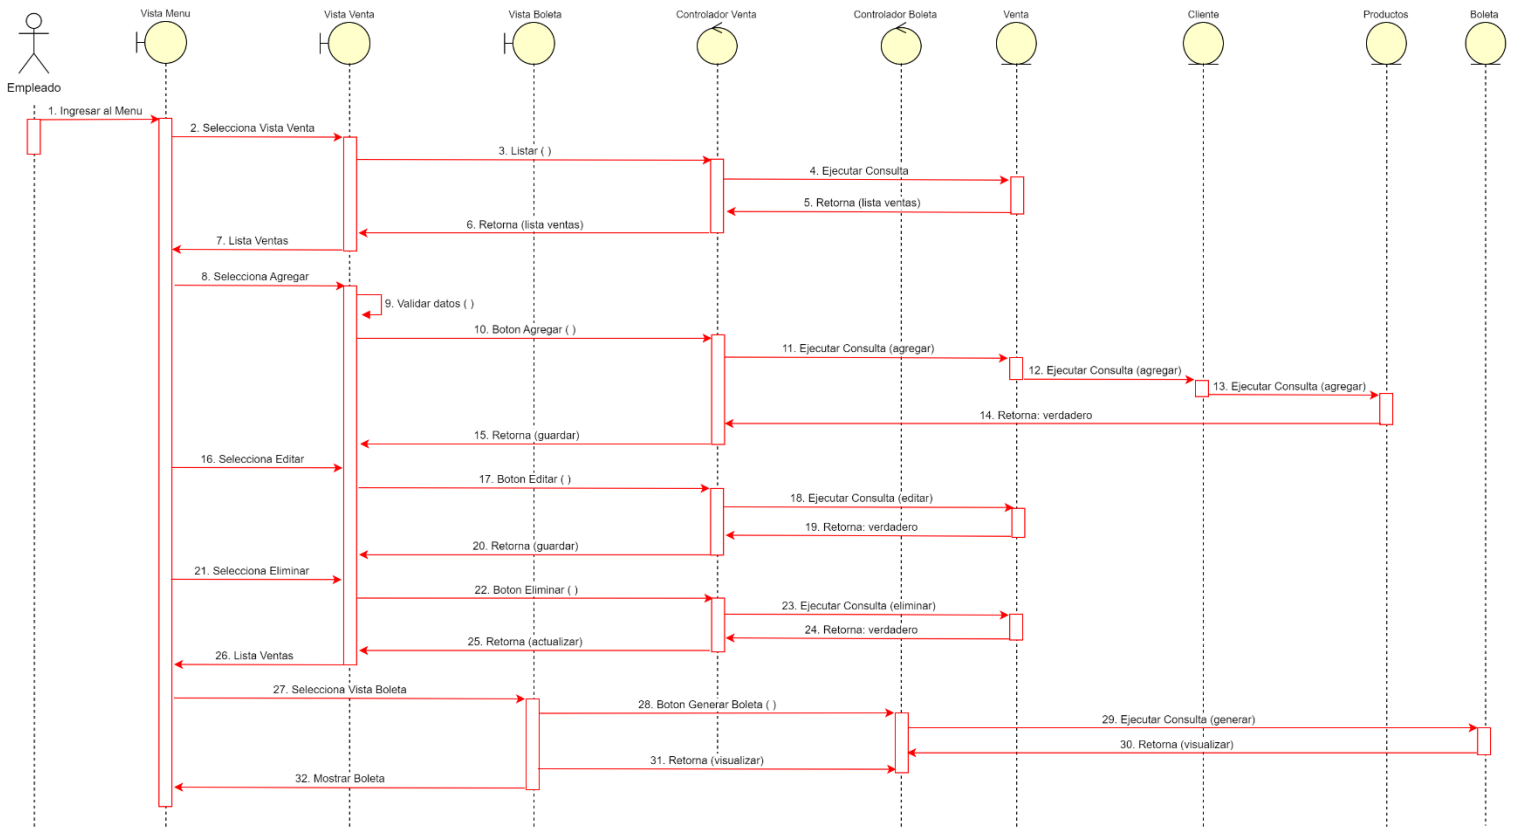 Vista Menu
Vista Venta
Vista Boleta
Controlador Venta
Controlador Boleta
Venta
Cliente
Productos
Boleta
Empleado
1. Ingresar al Menu
2. Selecciona Vista Venta
3. Listar ( )
4. Ejecutar Consulta
5. Retorna (lista ventas)
6. Retorna (lista ventas)
7. Lista Ventas
8. Selecciona Agregar
9. Validar datos ( )
10. Boton Agregar ( )
11. Ejecutar Consulta (agregar)
12. Ejecutar Consulta (agregar)
13. Ejecutar Consulta (agregar)
14. Retorna: verdadero
15. Retorna (guardar)
16. Selecciona Editar
17. Boton Editar ( )
18. Ejecutar Consulta (editar)
19. Retorna: verdadero
20. Retorna (guardar)
21. Selecciona Eliminar
22. Boton Eliminar ( )
23. Ejecutar Consulta (eliminar)
24. Retorna: verdadero
25. Retorna (actualizar)
26. Lista Ventas
27. Selecciona Vista Boleta
28. Boton Generar Boleta ( )
29. Ejecutar Consulta (generar)
30. Retorna (visualizar)
31. Retorna (visualizar)
32. Mostrar Boleta